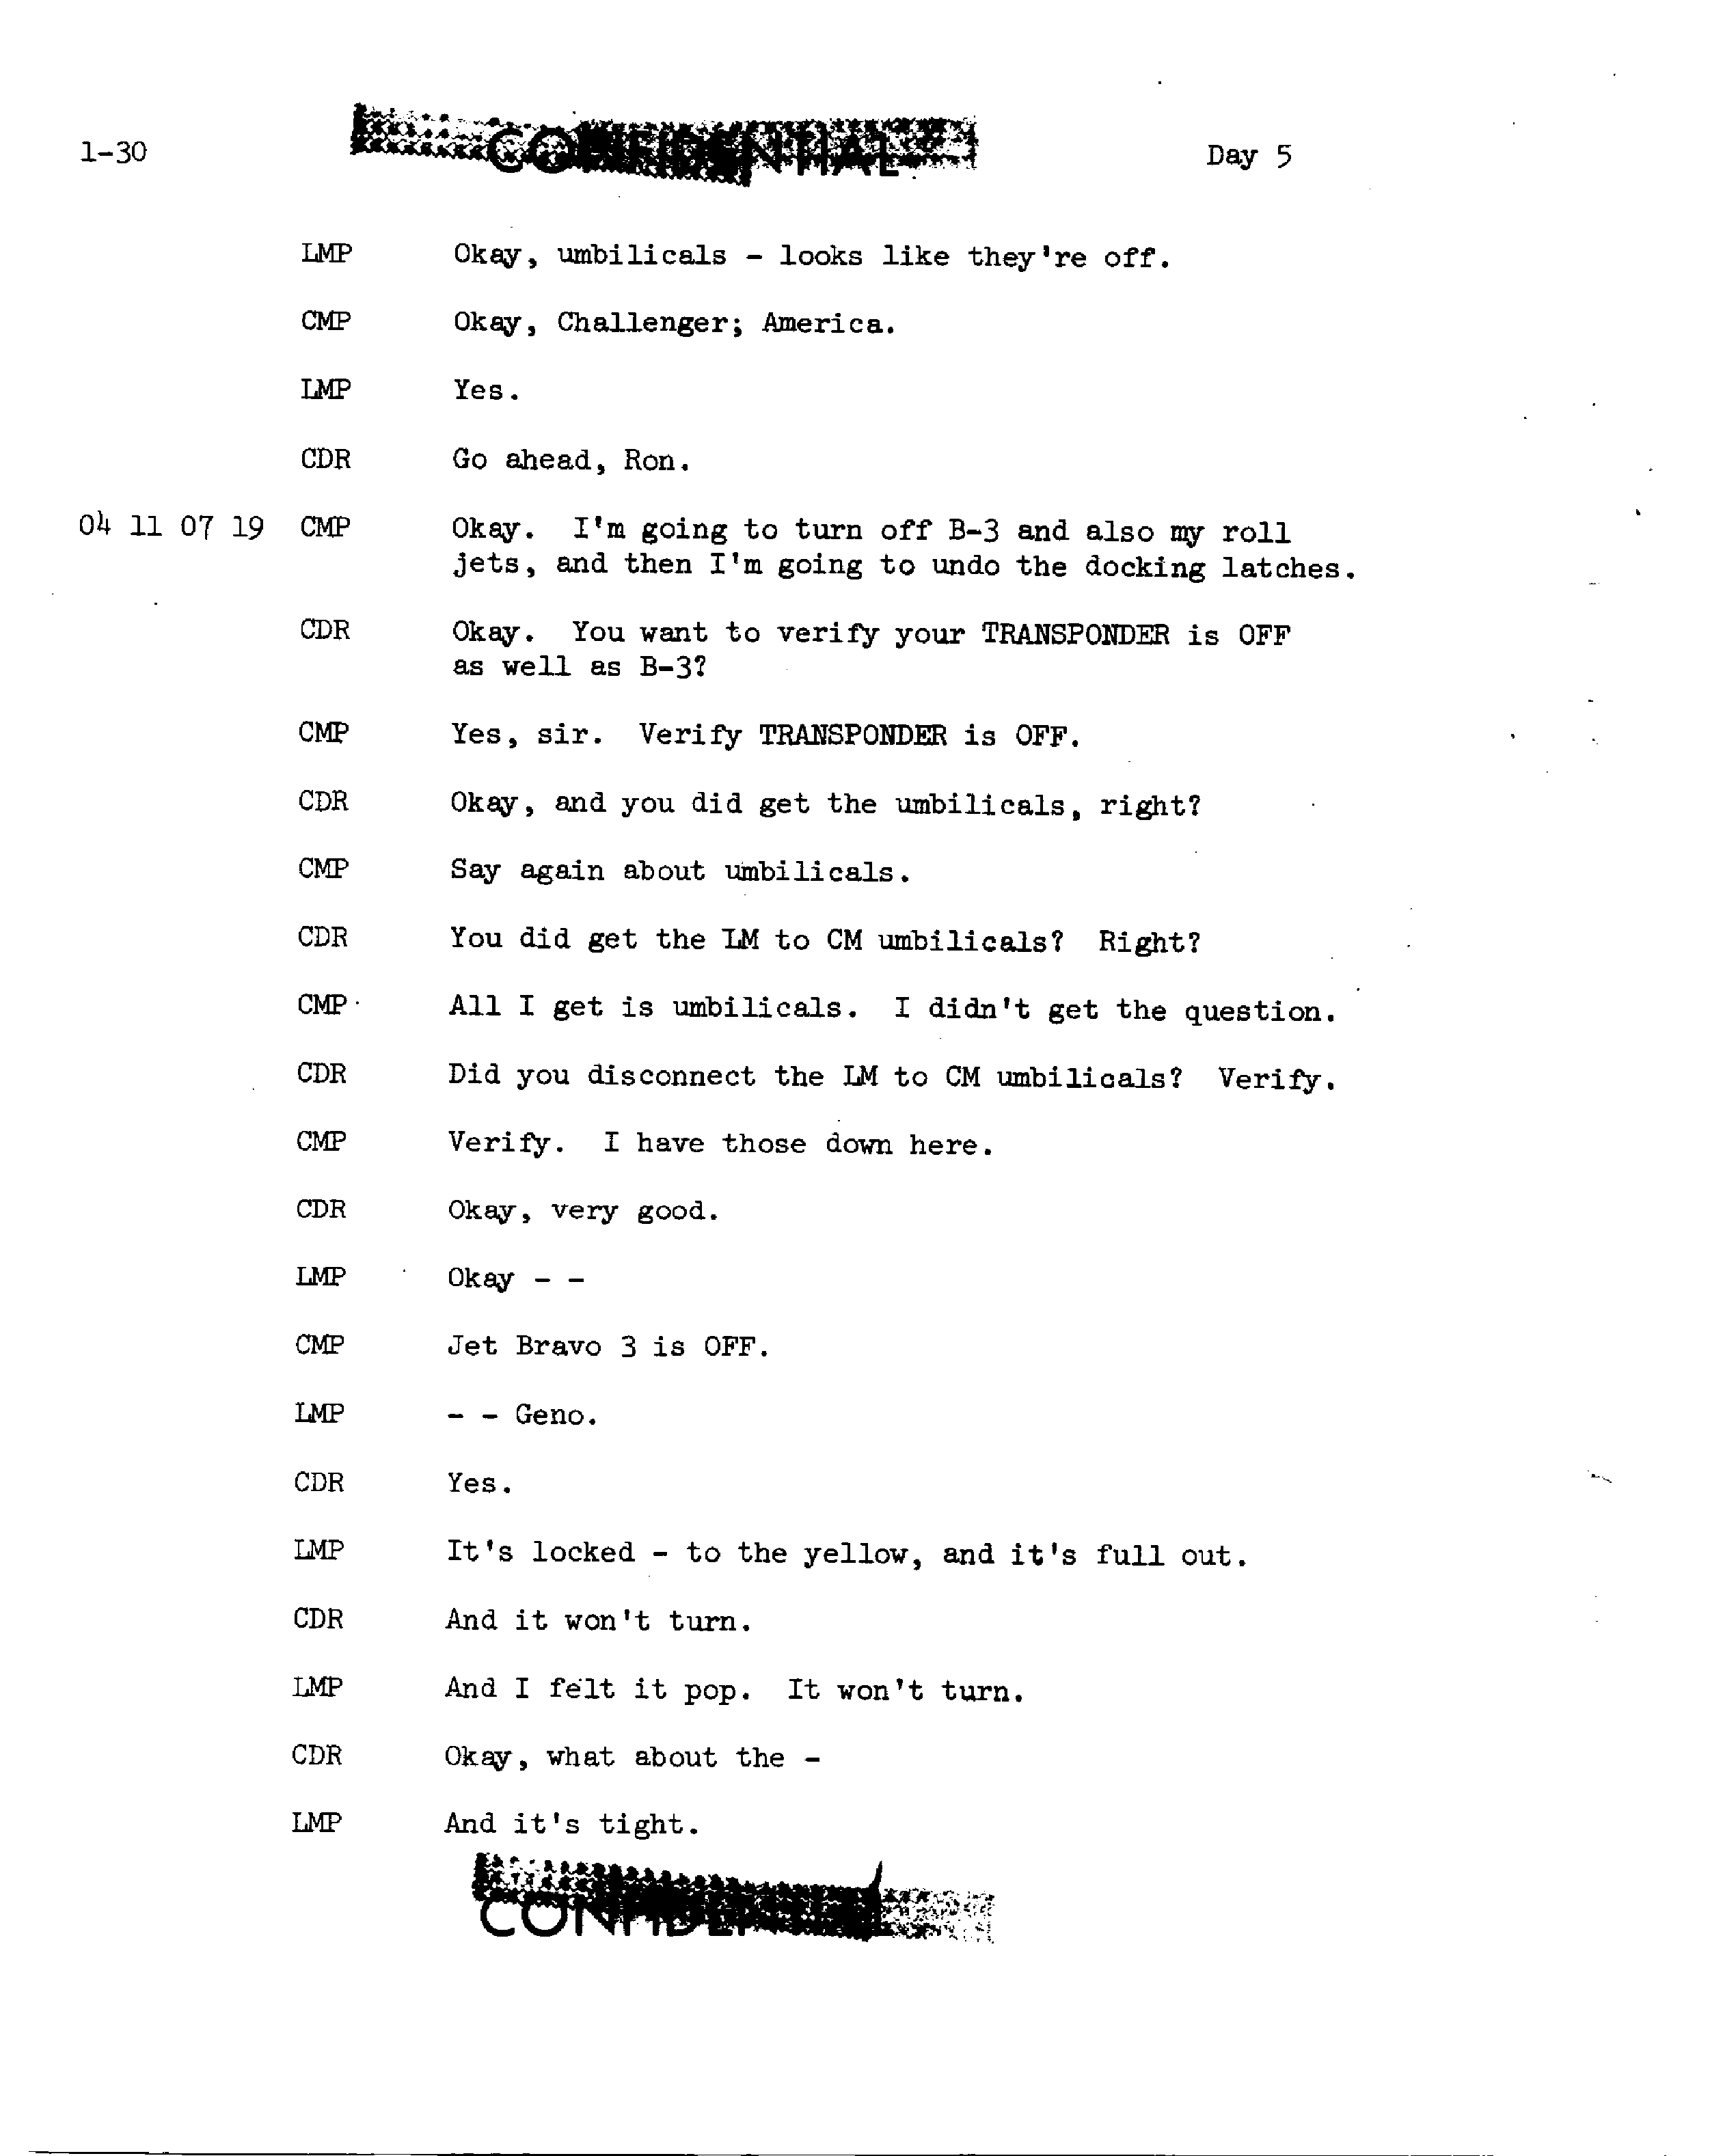 1-30
CONFIDENTIAL
Day 5
LMP Okay, umbilicals - looks like they're off.
CMP Okay, Challenger; America.
LMP Yes.
CDR Go ahead, Ron.
04 11 07 19 CMP Okay. I'm going to turn off B-3 and also my roll
jets, and then I'm going to undo the docking latches.
CDR Okay. You want to verify your TRANSPONDER is OFF
as well as B-3?
CMP Yes, sir. Verify TRANSPONDER is OFF.
CDR Okay, and you did get the umbilicals, right?
CMP Say again about umbilicals.
CDR You did get the LM to CM umbilicals? Right?
CMP All I get is umbilicals. I didn't get the question.
CDR Did you disconnect the LM to CM umbilicals? Verify.
CMP Verify. I have those down here.
CDR Okay, very good.
LMP Okay - -
CMP Jet Bravo 3 is OFF.
LMP - - Geno.
CDR Yes.
LMP It's locked - to the yellow, and it's full out.
CDR And it won't turn.
LMP And I felt it pop. It won't turn.
CDR Okay, what about the -
LMP And it's tight.
CONFIDENTIAL